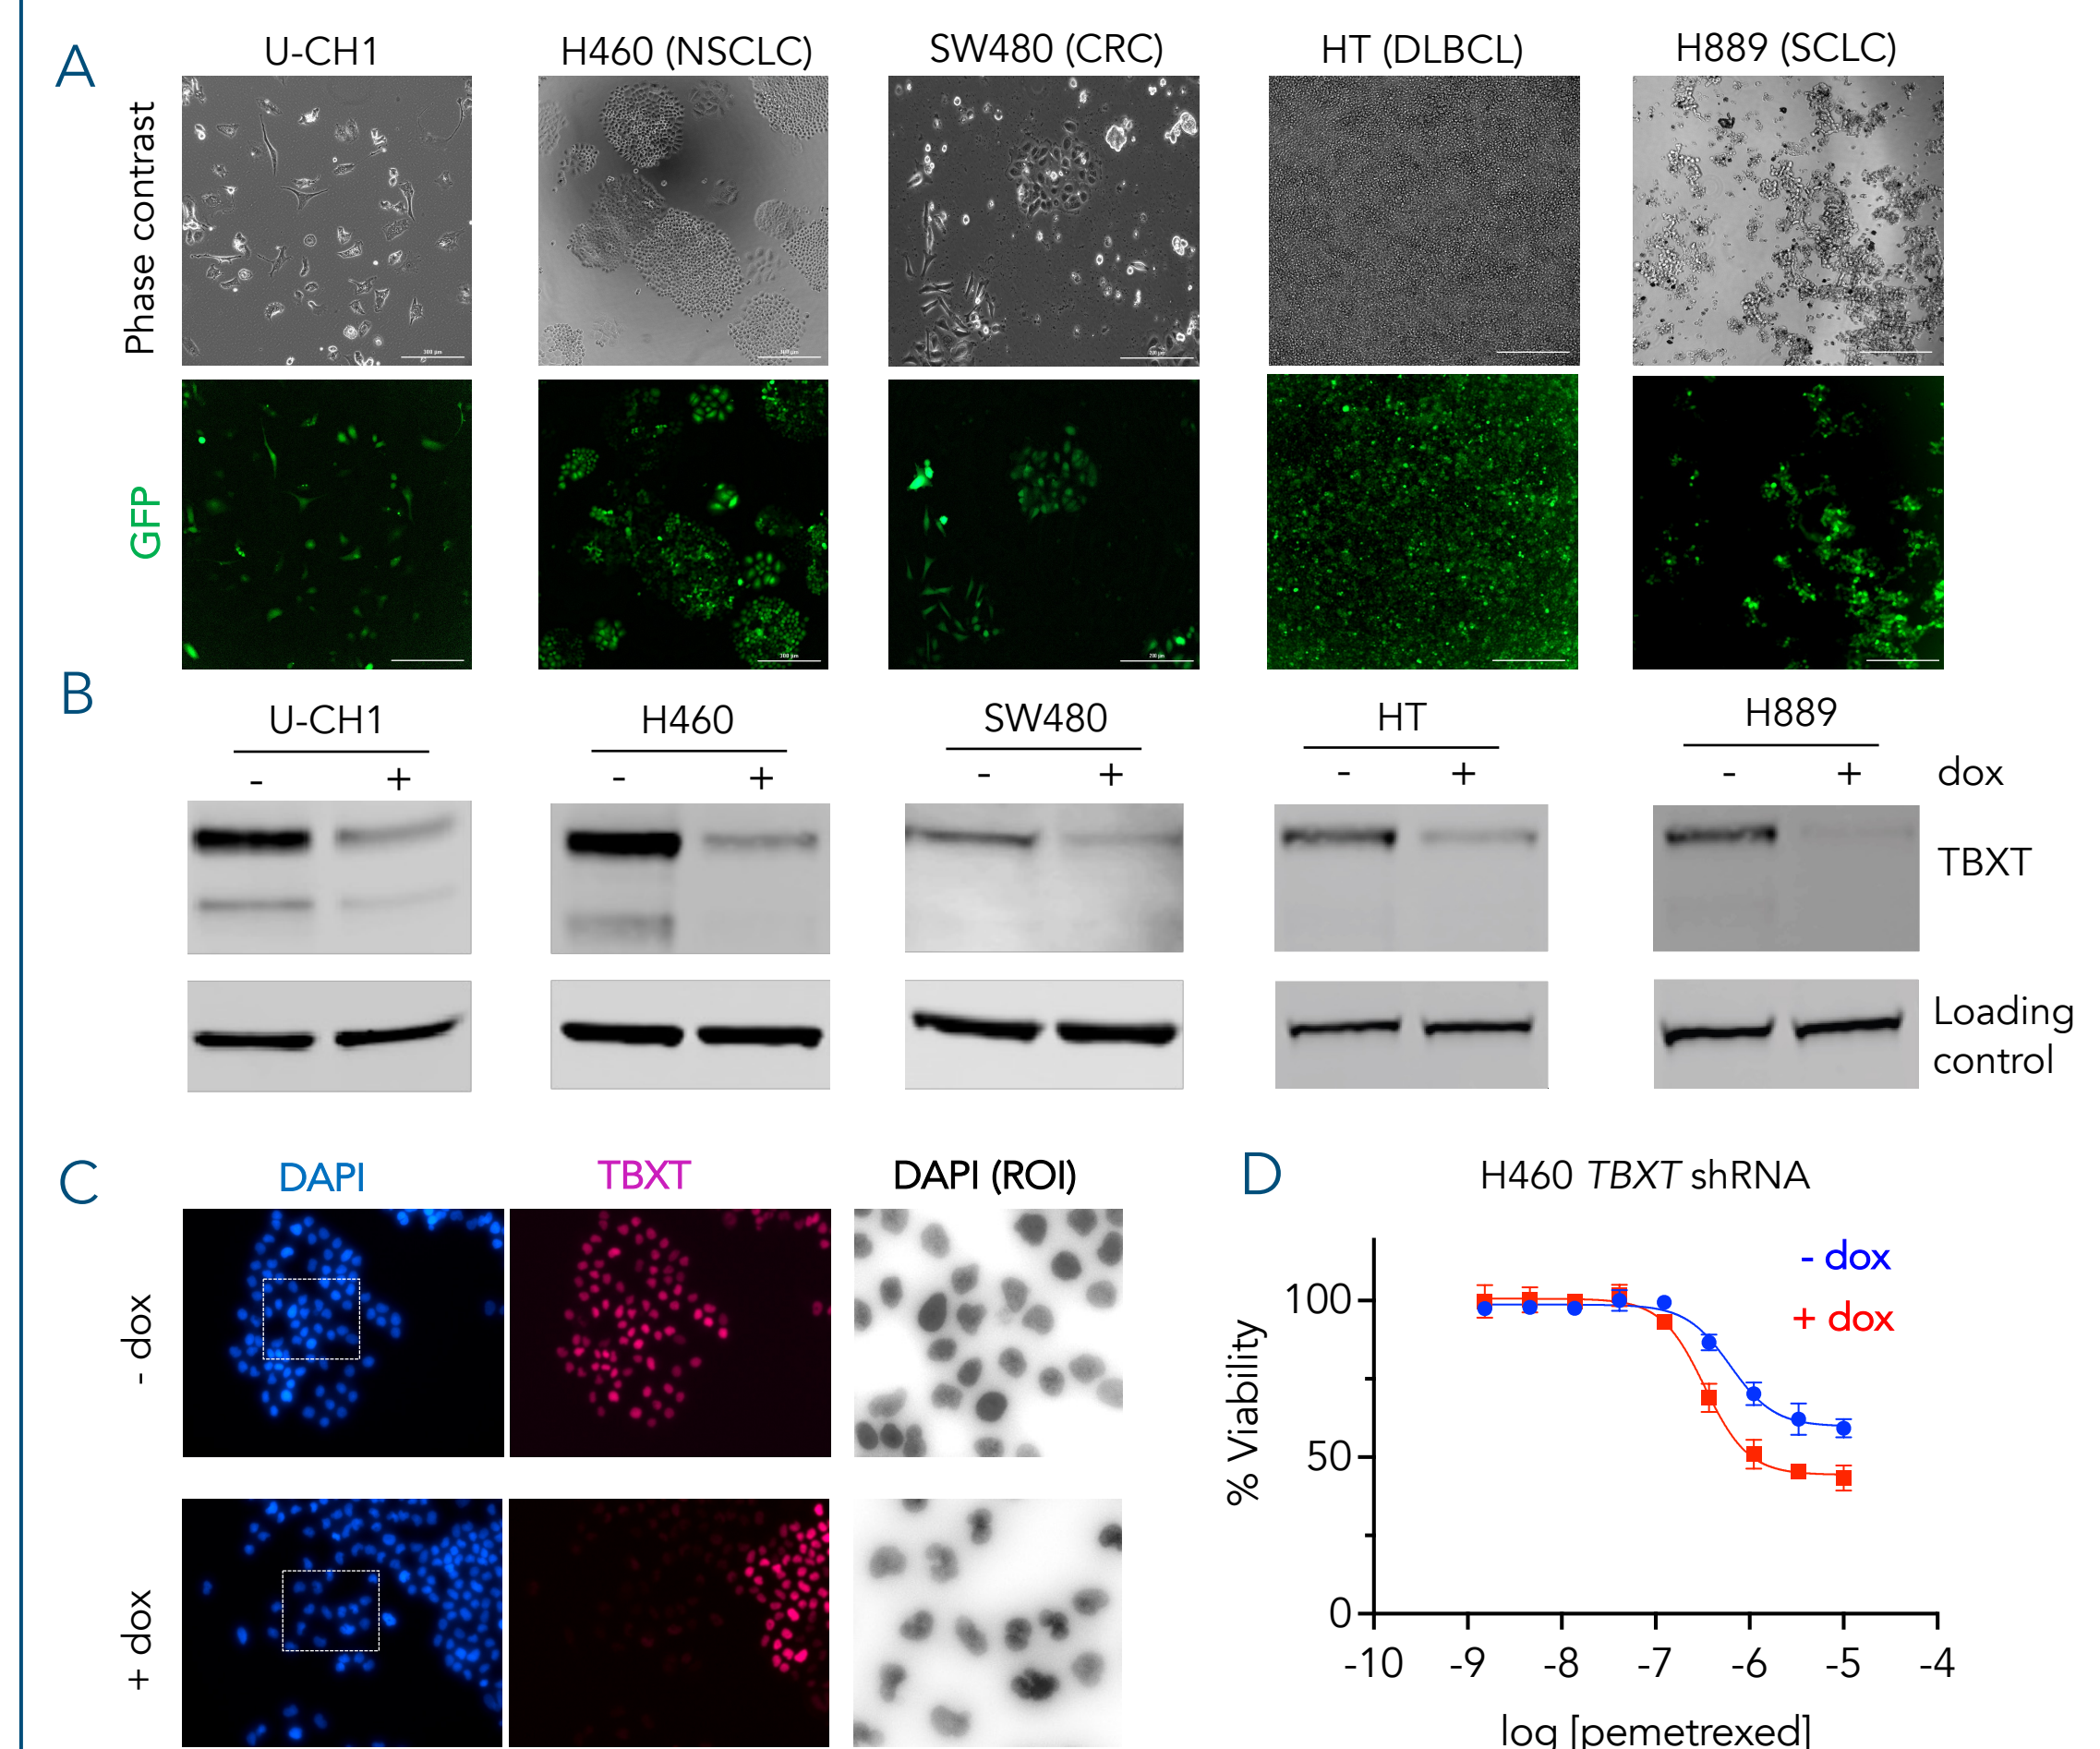 A
U-CH1
H460 (NSCLC)
SW480 (CRC)
HT (DLBCL)
H889 (SCLC)
Phase contrast
GFP
B
U-CH1
H460
SW480
HT
H889
- + - + - + - + - + dox
TBXT
Loading
control
C
DAPI
TBXT
DAPI (ROI)
- dox
+ dox
D
H460 TBXT shRNA
- dox
+ dox
% Viability
100
50
0
-10 -9 -8 -7 -6 -5 -4
log [pemetrexed]